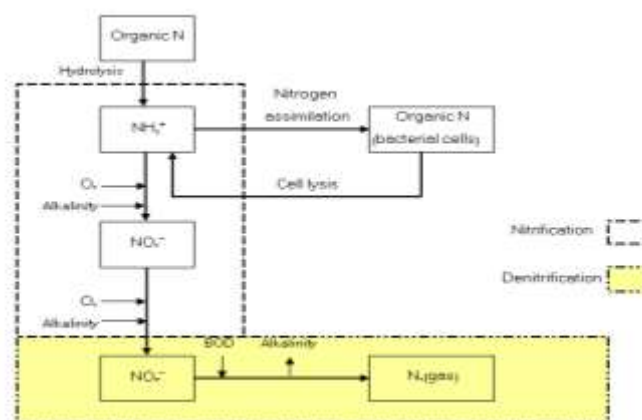 Organic N
Hydrolysis
NH₄⁺
Nitrogen
assimilation
Organic N
(bacterial cells)
Cell lysis
O₂
Alkalinity
NO₂⁻
Nitrification
Denitrification
O₂
Alkalinity
BOD
Alkalinity
NO₃⁻
N₂(gas)